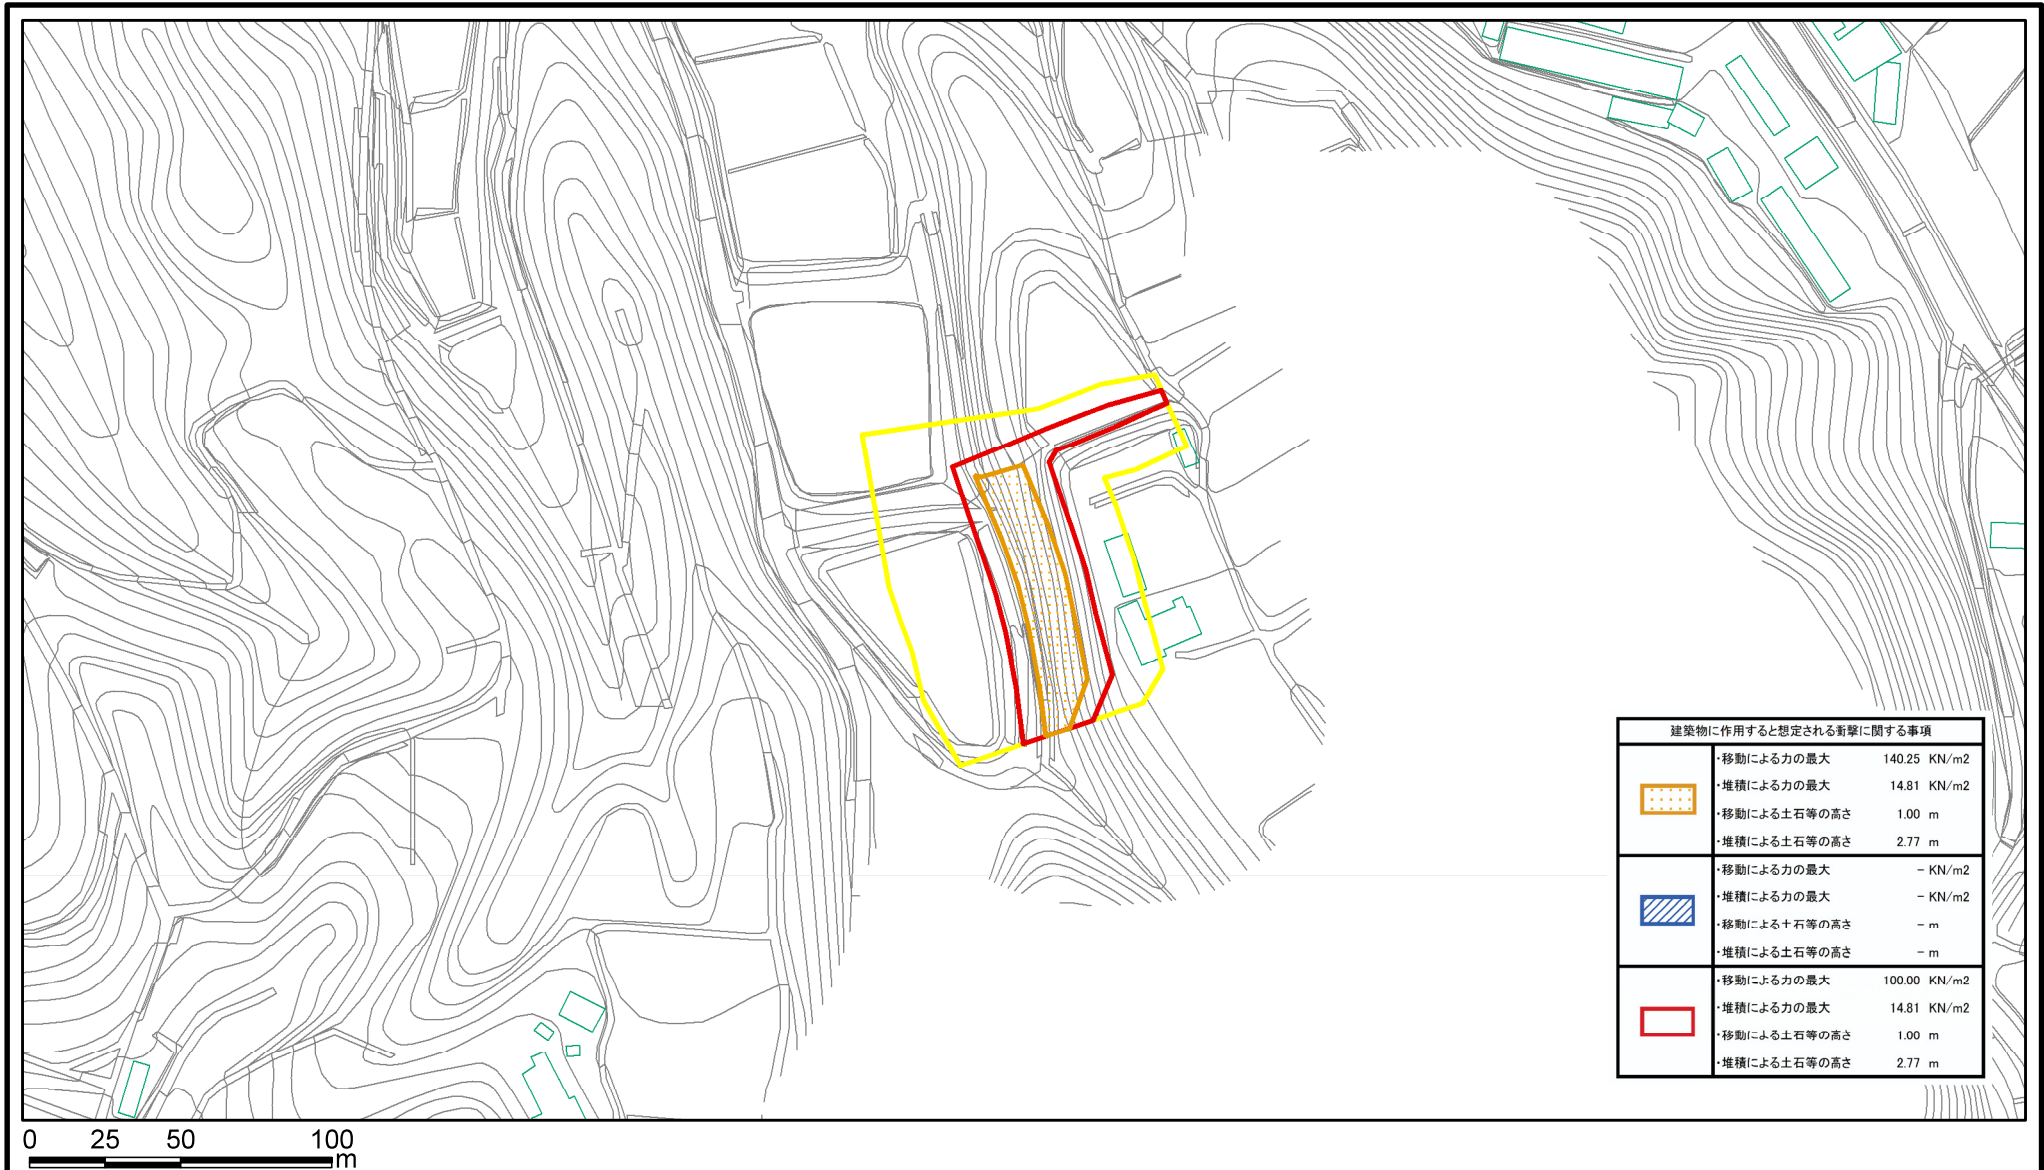 建築物に作用すると想定される衝撃に関する事項
・移動による力の最大 140.25 KN/m2
・堆積による力の最大 14.81 KN/m2
・移動による土石等の高さ 1.00 m
・堆積による土石等の高さ 2.77 m
・移動による力の最大 － KN/m2
・堆積による力の最大 － KN/m2
・移動による土石等の高さ － m
・堆積による土石等の高さ － m
・移動による力の最大 100.00 KN/m2
・堆積による力の最大 14.81 KN/m2
・移動による土石等の高さ 1.00 m
・堆積による土石等の高さ 2.77 m
0 25 50 100
m